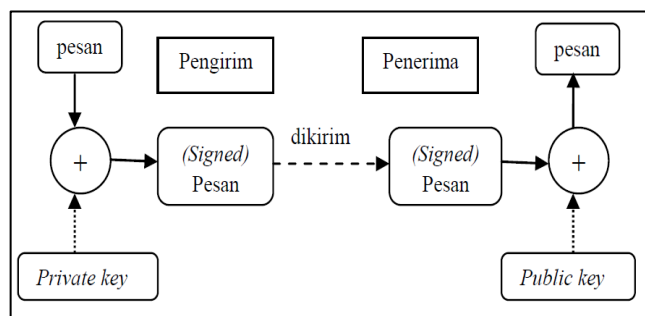 pesan
Pengirim
Penerima
pesan
+
(Signed)
Pesan
dikirim
(Signed)
Pesan
+
Private key
Public key